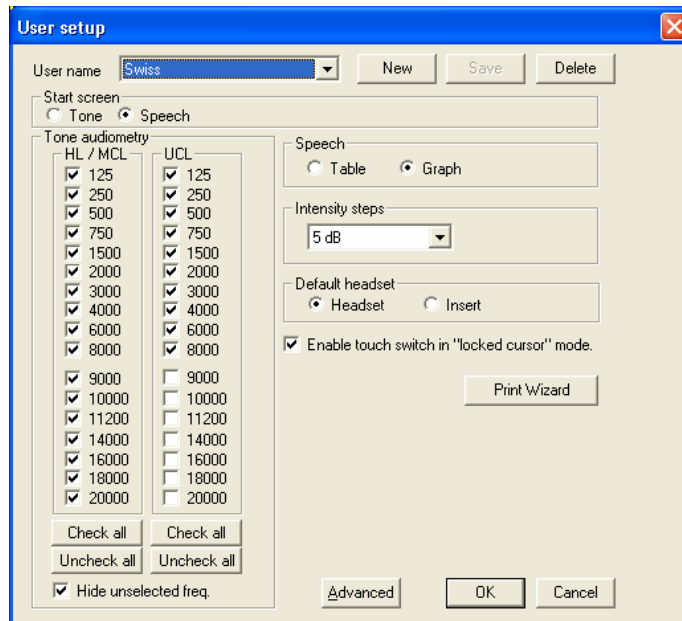 User setup
User name Swiss New Save Delete
Start screen
Tone Speech
Tone audiometry
HL / MCL UCL
125 125
250 250
500 500
750 750
1500 1500
2000 2000
3000 3000
4000 4000
6000 6000
8000 8000
9000 9000
10000 10000
11200 11200
14000 14000
16000 16000
18000 18000
20000 20000
Check all Check all
Uncheck all Uncheck all
Hide unselected freq.
Speech
Table Graph
Intensity steps
5 dB
Default headset
Headset Insert
Enable touch switch in "locked cursor" mode.
Print Wizard
Advanced OK Cancel